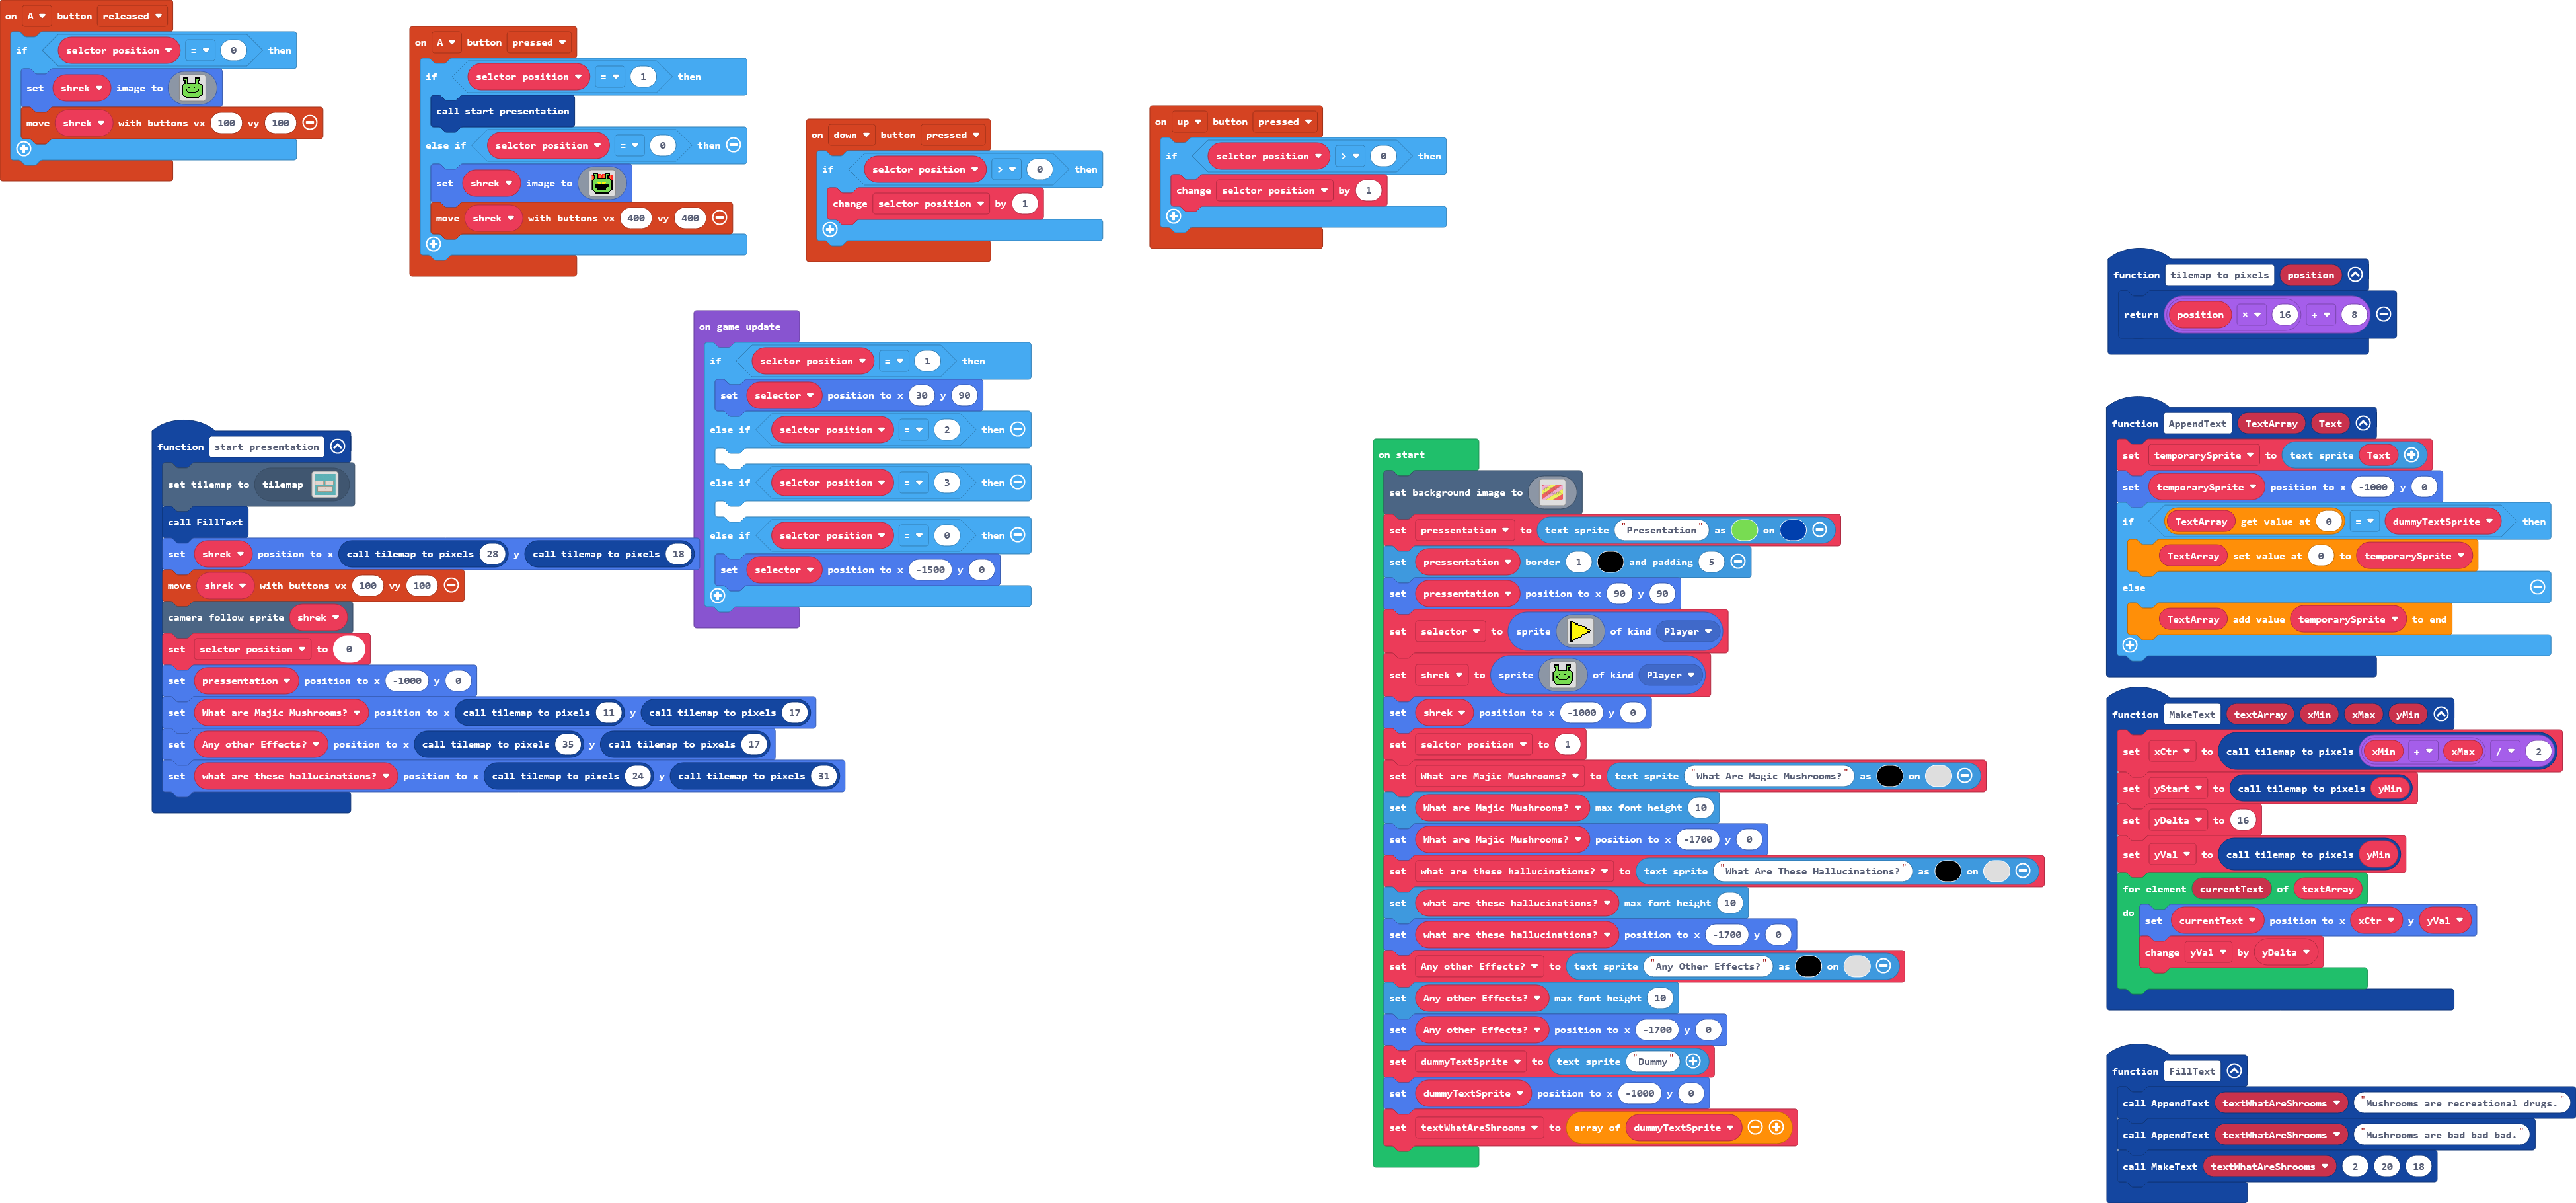 on A button released
if selctor position = 0 then
set shrek image to
move shrek with buttons vx 100 vy 100
on A button pressed
if selctor position = 1 then
call start presentation
else if selctor position = 0 then
set shrek image to
move shrek with buttons vx 400 vy 400
on down button pressed
if selctor position > 0 then
change selctor position by 1
on up button pressed
if selctor position > 0 then
change selctor position by 1
on game update
if selctor position = 1 then
set selector position to x 30 y 90
else if selctor position = 2 then
else if selctor position = 3 then
else if selctor position = 0 then
set selector position to x -1500 y 0
function start presentation
set tilemap to tilemap
call FillText
set shrek position to x call tilemap to pixels 28 y call tilemap to pixels 18
move shrek with buttons vx 100 vy 100
camera follow sprite shrek
set selctor position to 0
set pressentation position to x -1000 y 0
set What are Majic Mushrooms? position to x call tilemap to pixels 11 y call tilemap to pixels 17
set Any other Effects? position to x call tilemap to pixels 35 y call tilemap to pixels 17
set what are these hallucinations? position to x call tilemap to pixels 24 y call tilemap to pixels 31
on start
set background image to
set pressentation to text sprite "Presentation" as on
set pressentation border 1 and padding 5
set pressentation position to x 90 y 90
set selector to sprite of kind Player
set shrek to sprite of kind Player
set shrek position to x -1000 y 0
set selctor position to 1
set What are Majic Mushrooms? to text sprite "What Are Magic Mushrooms?" as on
set What are Majic Mushrooms? max font height 10
set What are Majic Mushrooms? position to x -1700 y 0
set what are these hallucinations? to text sprite "What Are These Hallucinations?" as on
set what are these hallucinations? max font height 10
set what are these hallucinations? position to x -1700 y 0
set Any other Effects? to text sprite "Any Other Effects?" as on
set Any other Effects? max font height 10
set Any other Effects? position to x -1700 y 0
set dummyTextSprite to text sprite "Dummy"
set dummyTextSprite position to x -1000 y 0
set textWhatAreShrooms to array of dummyTextSprite
function tilemap to pixels position
return position × 16 + 8
function AppendText TextArray Text
set temporarySprite to text sprite Text
set temporarySprite position to x -1000 y 0
if TextArray get value at 0 = dummyTextSprite then
TextArray set value at 0 to temporarySprite
else
TextArray add value temporarySprite to end
function MakeText textArray xMin xMax yMin
set xCtr to call tilemap to pixels xMin + xMax / 2
set yStart to call tilemap to pixels yMin
set yDelta to 16
set yVal to call tilemap to pixels yMin
for element currentText of textArray
do set currentText position to x xCtr y yVal
change yVal by yDelta
function FillText
call AppendText textWhatAreShrooms "Mushrooms are recreational drugs."
call AppendText textWhatAreShrooms "Mushrooms are bad bad bad."
call MakeText textWhatAreShrooms 2 20 18